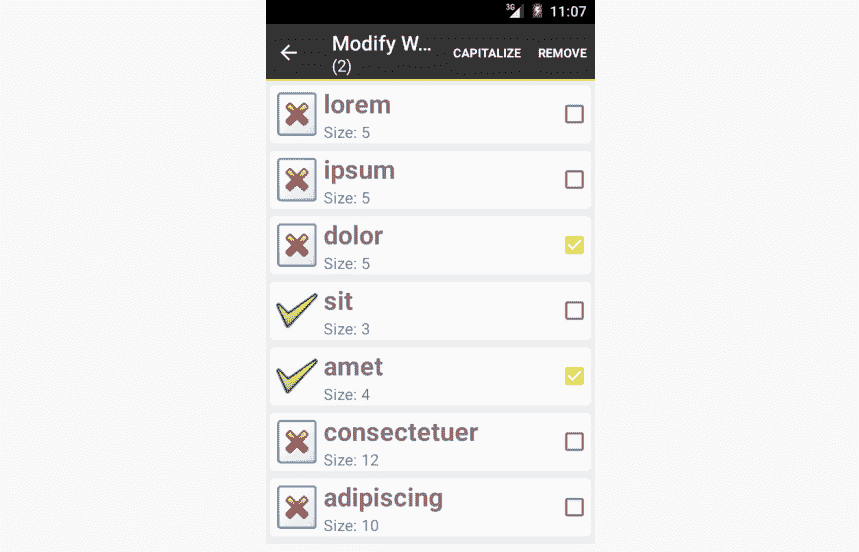 3G 11:07
Modify W...
(2)
CAPITALIZE REMOVE
lorem
Size: 5
ipsum
Size: 5
dolor
Size: 5
sit
Size: 3
amet
Size: 4
consectetuer
Size: 12
adipiscing
Size: 10